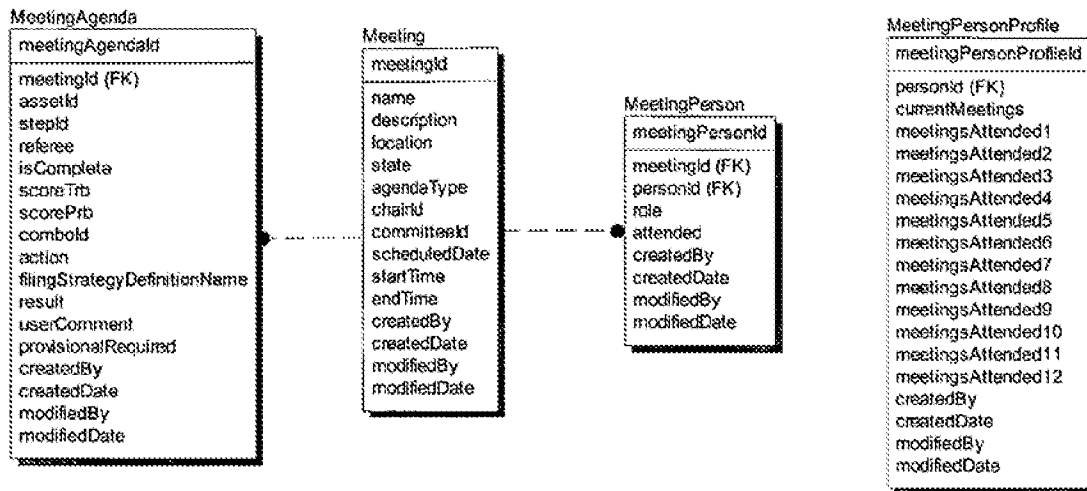 MeetingAgenda
meetingAgendaId
meetingId (FK)
assetId
stepId
referee
isComplete
scoreTrb
scorePrb
comboId
action
filingStrategyDefinitionName
result
userComment
provisionalRequired
createdBy
createdDate
modifiedBy
modifiedDate
Meeting
meetingId
name
description
location
state
agendaType
chairId
committeeId
scheduledDate
startTime
endTime
createdBy
createdDate
modifiedBy
modifiedDate
MeetingPerson
meetingPersonId
meetingId (FK)
personId (FK)
role
attended
createdBy
createdDate
modifiedBy
modifiedDate
MeetingPersonProfile
meetingPersonProfileId
personId (FK)
currentMeetings
meetingsAttended1
meetingsAttended2
meetingsAttended3
meetingsAttended4
meetingsAttended5
meetingsAttended6
meetingsAttended7
meetingsAttended8
meetingsAttended9
meetingsAttended10
meetingsAttended11
meetingsAttended12
createdBy
createdDate
modifiedBy
modifiedDate